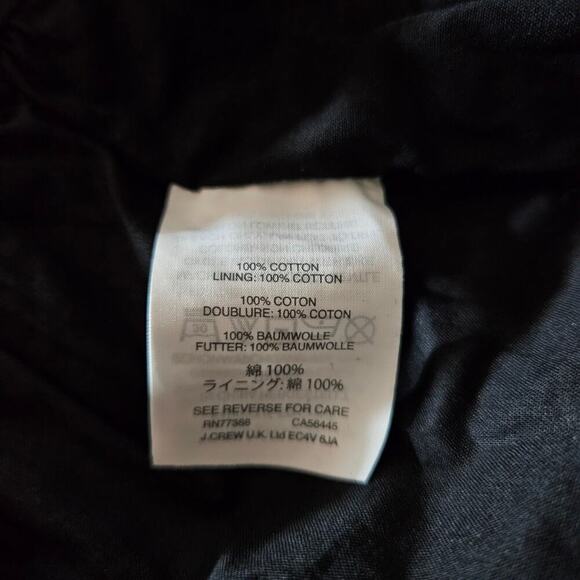 100% COTTON
LINING: 100% COTTON
100% COTON
DOUBLURE: 100% COTON
100% BAUMWOLLE
FUTTER: 100% BAUMWOLLE
綿 100%
ライニング: 綿 100%
SEE REVERSE FOR CARE
RN77388 CA56445
J.CREW U.K. Ltd EC4V 6JA